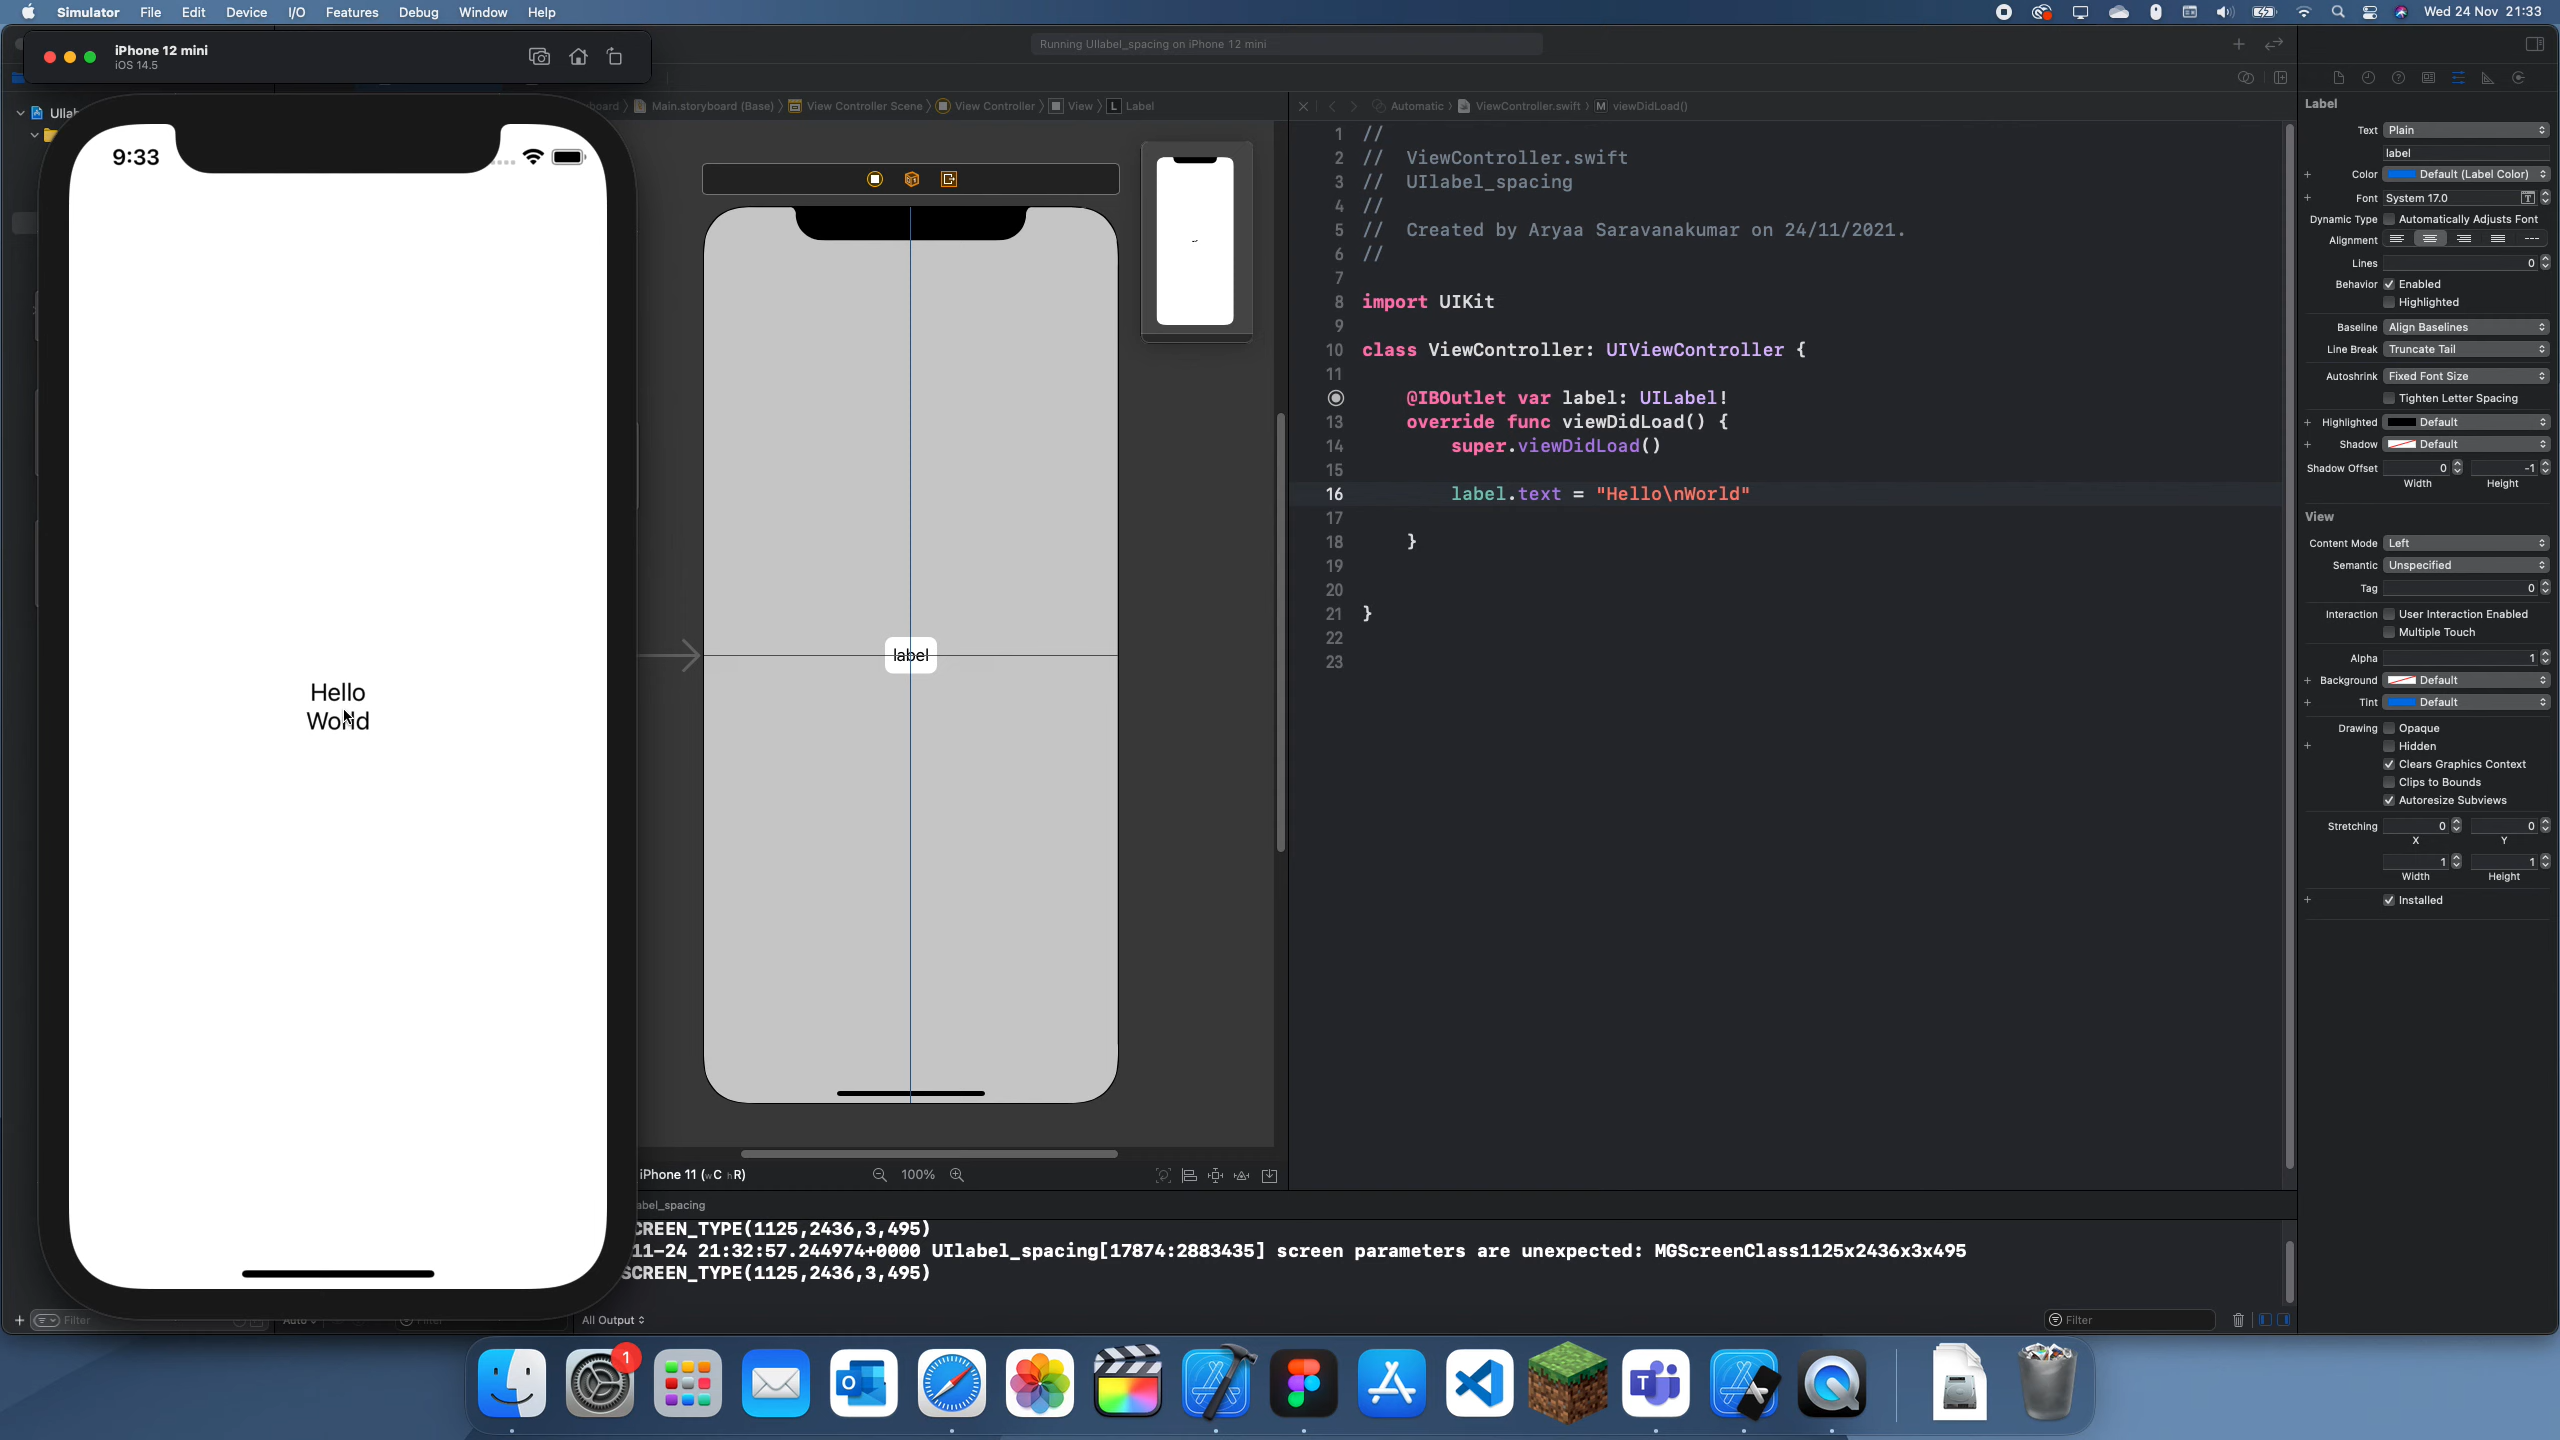 Simulator File Edit Device I/O Features Debug Window Help
Wed 24 Nov 21:33
iPhone 12 mini
iOS 14.5
Running UIlabel_spacing on iPhone 12 mini
Main.storyboard (Base) View Controller Scene View Controller View L Label
Automatic ViewController.swift M viewDidLoad()
9:33
Hello
World
label
1 //
2 // ViewController.swift
3 // UIlabel_spacing
4 //
5 // Created by Aryaa Saravanakumar on 24/11/2021.
6 //
7
8 import UIKit
9
10 class ViewController: UIViewController {
11
@IBOutlet var label: UILabel!
13 override func viewDidLoad() {
14 super.viewDidLoad()
15
16 label.text = "Hello\nWorld"
17
18 }
19
20
21 }
22
23
Label
Text Plain
label
Color Default (Label Color)
Font System 17.0
Dynamic Type Automatically Adjusts Font
Alignment
Lines 0
Behavior Enabled
Highlighted
Baseline Align Baselines
Line Break Truncate Tail
Autoshrink Fixed Font Size
Tighten Letter Spacing
Highlighted Default
Shadow Default
Shadow Offset 0 -1
Width Height
View
Content Mode Left
Semantic Unspecified
Tag 0
Interaction User Interaction Enabled
Multiple Touch
Alpha 1
Background Default
Tint Default
Drawing Opaque
Hidden
Clears Graphics Context
Clips to Bounds
Autoresize Subviews
Stretching 0 0
X Y
1 1
Width Height
Installed
iPhone 11 (wC hR)
100%
abel_spacing
CREEN_TYPE(1125,2436,3,495)
11-24 21:32:57.244974+0000 UIlabel_spacing[17874:2883435] screen parameters are unexpected: MGScreenClass1125x2436x3x495
SCREEN_TYPE(1125,2436,3,495)
Filter
Auto
Filter
All Output
Filter
1